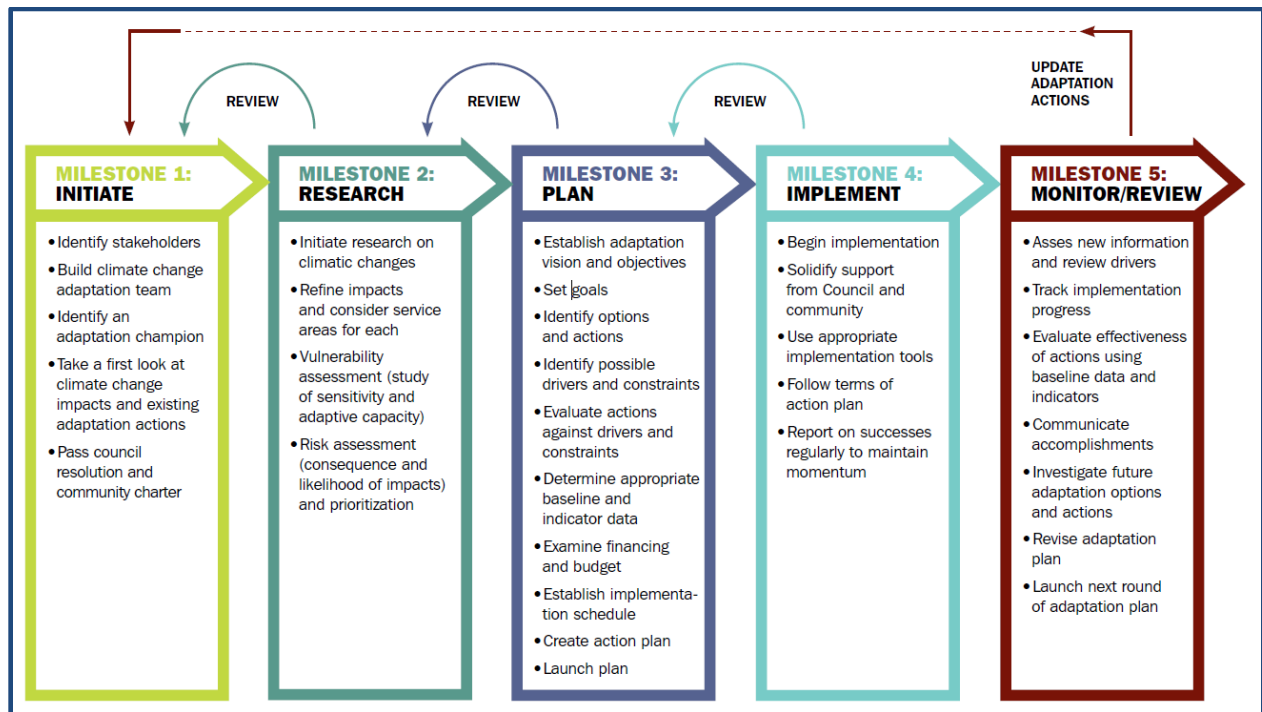 UPDATE
ADAPTATION
ACTIONS
REVIEW
REVIEW
REVIEW
MILESTONE 1:
INITIATE
• Identify stakeholders
• Build climate change
adaptation team
• Identify an
adaptation champion
• Take a first look at
climate change
impacts and existing
adaptation actions
• Pass council
resolution and
community charter
MILESTONE 2:
RESEARCH
• Initiate research on
climatic changes
• Refine impacts
and consider service
areas for each
• Vulnerability
assessment (study
of sensitivity and
adaptive capacity)
• Risk assessment
(consequence and
likelihood of impacts)
and prioritization
MILESTONE 3:
PLAN
• Establish adaptation
vision and objectives
• Set goals
• Identify options
and actions
• Identify possible
drivers and constraints
• Evaluate actions
against drivers and
constraints
• Determine appropriate
baseline and
indicator data
• Examine financing
and budget
• Establish implementa-
tion schedule
• Create action plan
• Launch plan
MILESTONE 4:
IMPLEMENT
• Begin implementation
• Solidify support
from Council and
community
• Use appropriate
implementation tools
• Follow terms of
action plan
• Report on successes
regularly to maintain
momentum
MILESTONE 5:
MONITOR/REVIEW
• Asses new information
and review drivers
• Track implementation
progress
• Evaluate effectiveness
of actions using
baseline data and
indicators
• Communicate
accomplishments
• Investigate future
adaptation options
and actions
• Revise adaptation
plan
• Launch next round
of adaptation plan